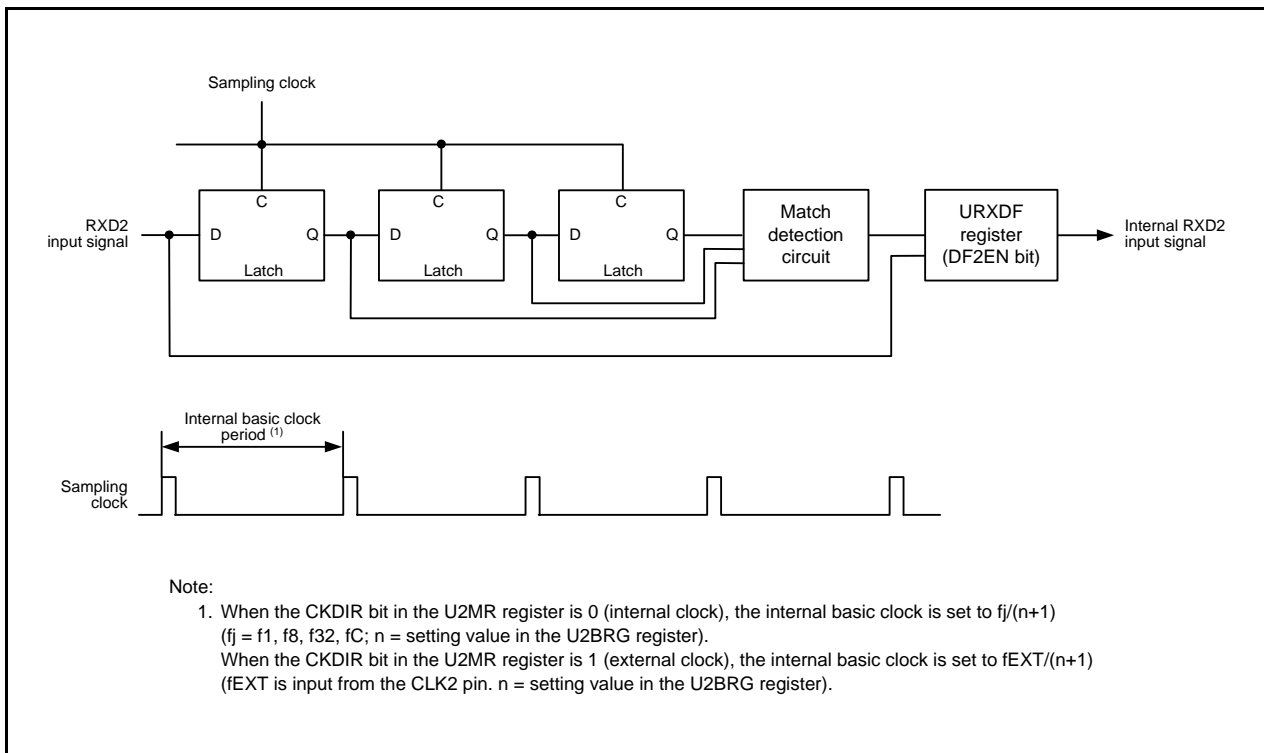 Sampling clock
RXD2
input signal
D
C
Q
Latch
D
C
Q
Latch
D
C
Q
Latch
Match
detection
circuit
URXDF
register
(DF2EN bit)
Internal RXD2
input signal
Internal basic clock
period (1)
Sampling
clock
Note:
1. When the CKDIR bit in the U2MR register is 0 (internal clock), the internal basic clock is set to fj/(n+1)
(fj = f1, f8, f32, fC; n = setting value in the U2BRG register).
When the CKDIR bit in the U2MR register is 1 (external clock), the internal basic clock is set to fEXT/(n+1)
(fEXT is input from the CLK2 pin. n = setting value in the U2BRG register).